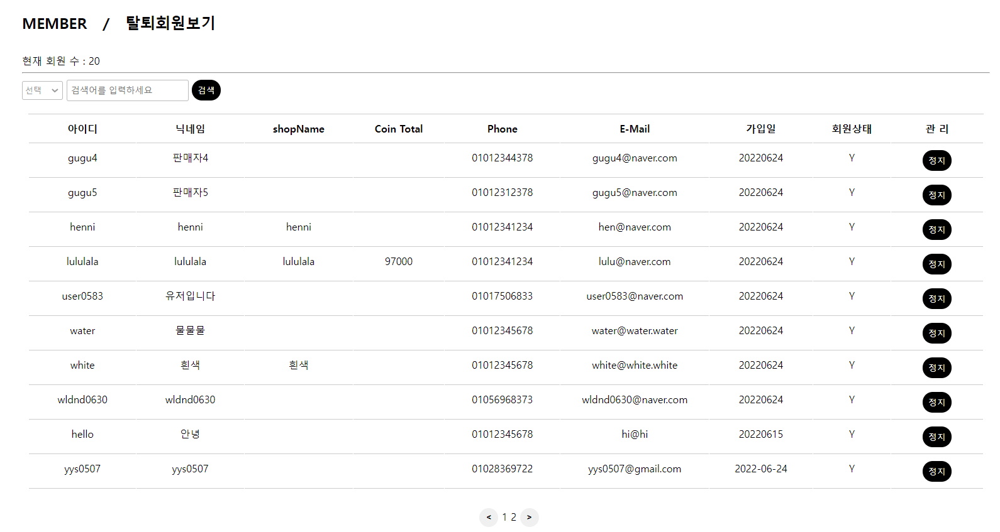 MEMBER / 탈퇴회원보기
현재 회원 수 : 20
선택 검색어를 입력하세요 검색
아이디 닉네임 shopName Coin Total Phone E-Mail 가입일 회원상태 관 리
gugu4 판매자4 01012344378 gugu4@naver.com 20220624 Y 정지
gugu5 판매자5 01012312378 gugu5@naver.com 20220624 Y 정지
henni henni henni 01012341234 hen@naver.com 20220624 Y 정지
lululala lululala lululala 97000 01012341234 lulu@naver.com 20220624 Y 정지
user0583 유저입니다 01017506833 user0583@naver.com 20220624 Y 정지
water 물물물 01012345678 water@water.water 20220624 Y 정지
white 흰색 흰색 01012345678 white@white.white 20220624 Y 정지
wldnd0630 wldnd0630 01056968373 wldnd0630@naver.com 20220624 Y 정지
hello 안녕 01012345678 hi@hi 20220615 Y 정지
yys0507 yys0507 01028369722 yys0507@gmail.com 2022-06-24 Y 정지
< 1 2 >